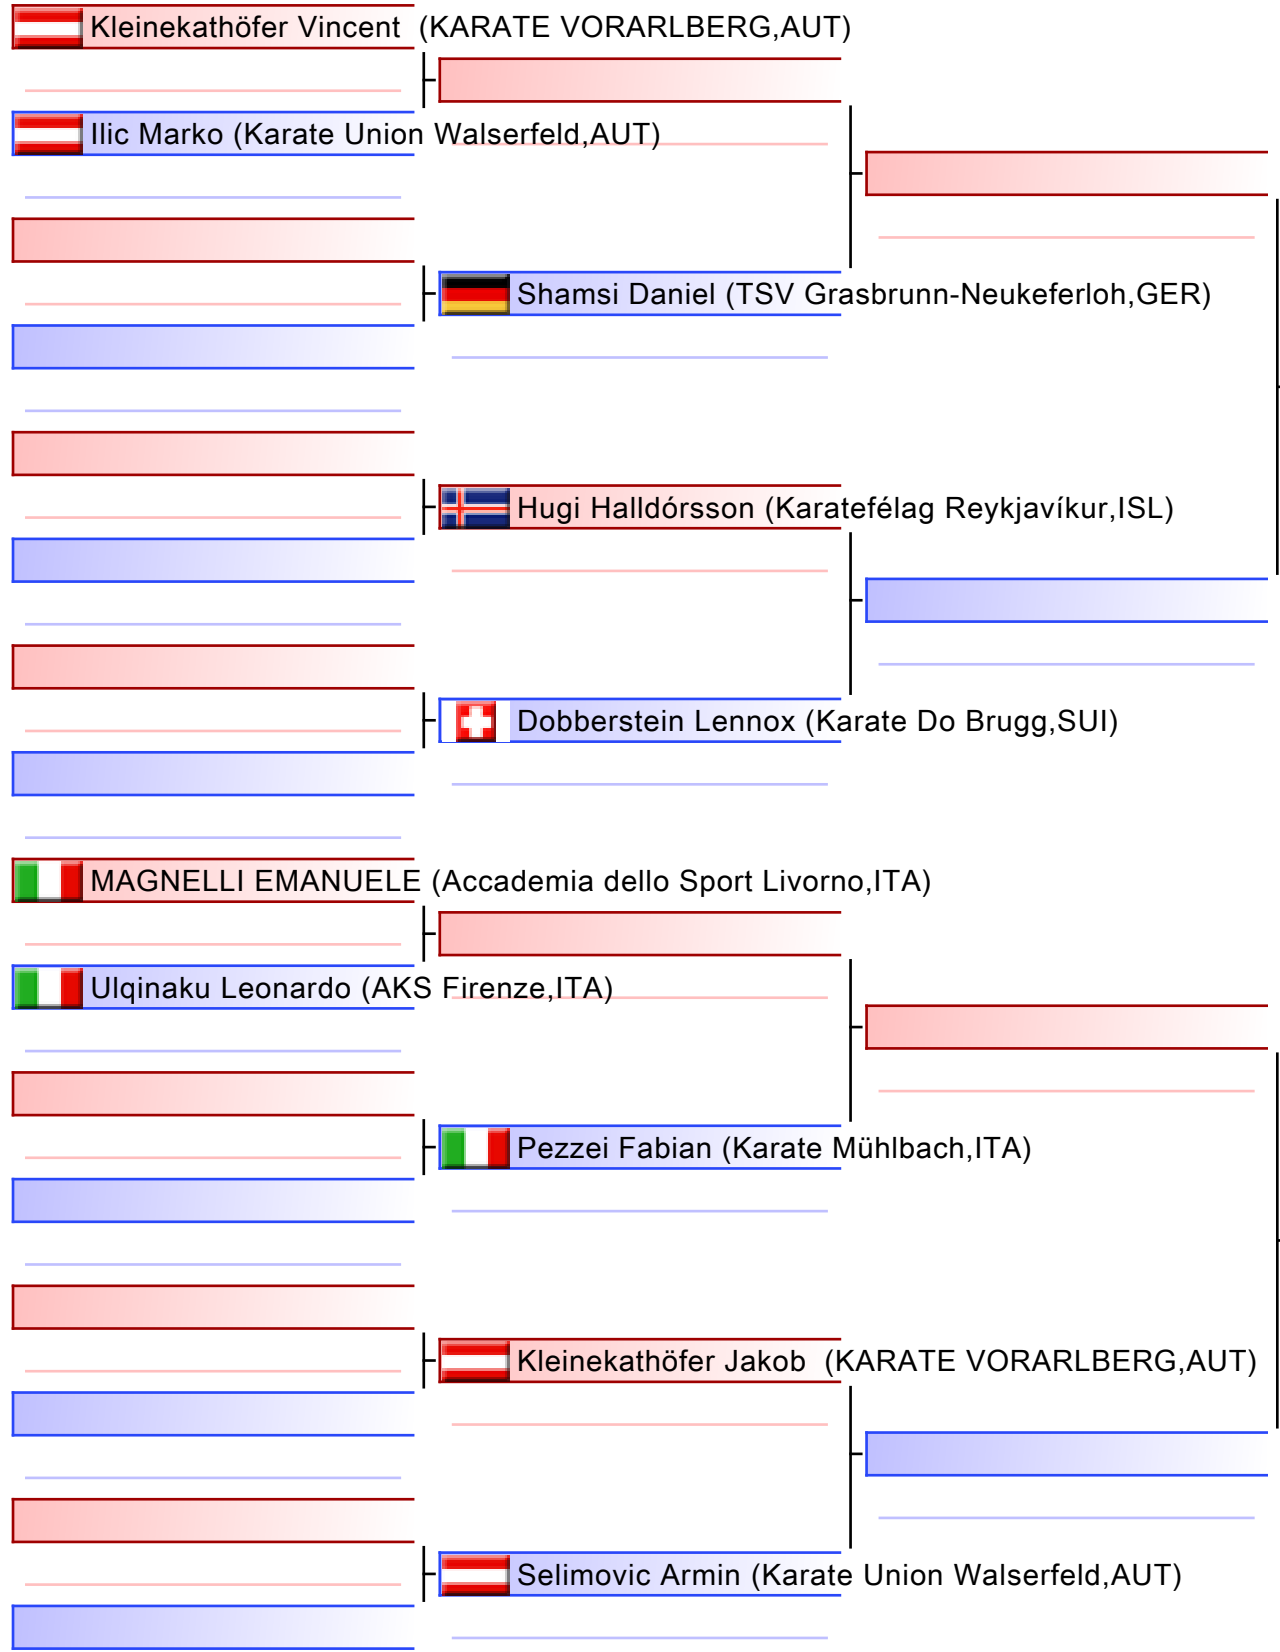 Kleinekathöfer Vincent  (KARATE VORARLBERG,AUT)
Ilic Marko (Karate Union Walserfeld,AUT)
Shamsi Daniel (TSV Grasbrunn-Neukeferloh,GER)
Hugi Halldórsson (Karatefélag Reykjavíkur,ISL)
Dobberstein Lennox (Karate Do Brugg,SUI)
MAGNELLI EMANUELE (Accademia dello Sport Livorno,ITA)
Ulqinaku Leonardo (AKS Firenze,ITA)
Pezzei Fabian (Karate Mühlbach,ITA)
Kleinekathöfer Jakob  (KARATE VORARLBERG,AUT)
Selimovic Armin (Karate Union Walserfeld,AUT)